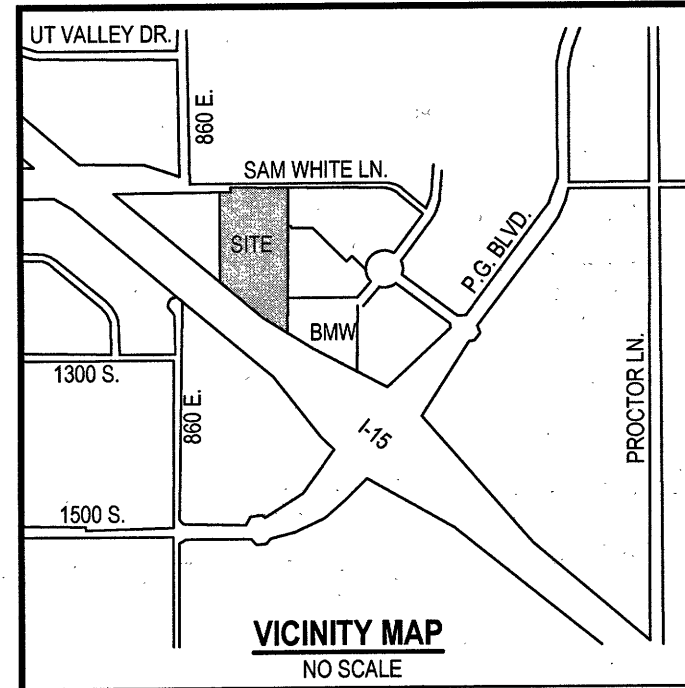 UT VALLEY DR.
860 E.
SAM WHITE LN.
SITE
P.G. BLVD.
BMW
1300 S.
860 E.
I-15
PROCTOR LN.
1500 S.
VICINITY MAP
NO SCALE